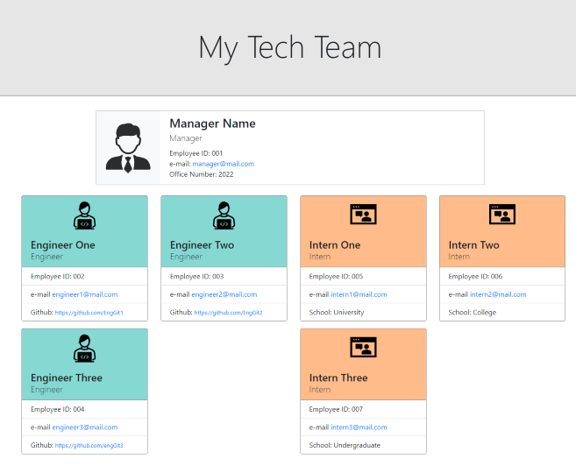 My Tech Team
Manager Name
Manager
Employee ID: 001
e-mail: manager@mail.com
Office Number: 2022
Engineer One
Engineer
Employee ID: 002
e-mail engineer1@mail.com
Github: https://github.com/EngGit1
Engineer Two
Engineer
Employee ID: 003
e-mail engineer2@mail.com
Github: https://github.com/EngGit2
Intern One
Intern
Employee ID: 005
e-mail intern1@mail.com
School: University
Intern Two
Intern
Employee ID: 006
e-mail intern2@mail.com
School: College
Engineer Three
Engineer
Employee ID: 004
e-mail engineer3@mail.com
Github: https://github.com/engGit3
Intern Three
Intern
Employee ID: 007
e-mail intern3@mail.com
School: Undergraduate